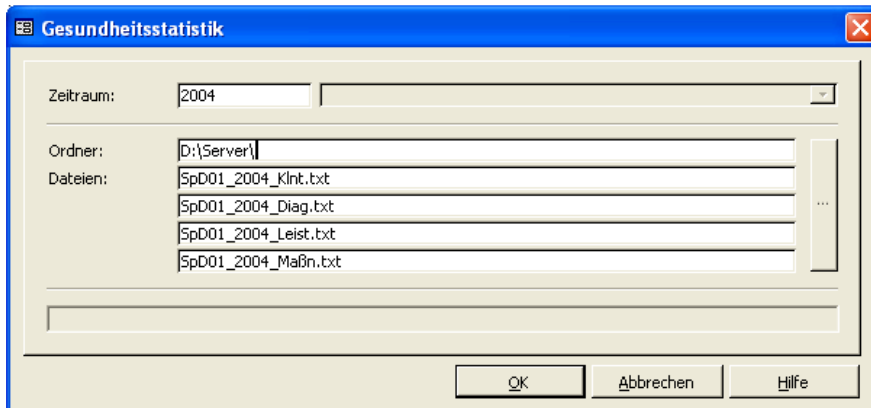 Gesundheitsstatistik
Zeitraum: 2004
Ordner: D:\Server\
Dateien: SpD01_2004_Klnt.txt
SpD01_2004_Diag.txt
SpD01_2004_Leist.txt
SpD01_2004_Maßn.txt
...
OK Abbrechen Hilfe